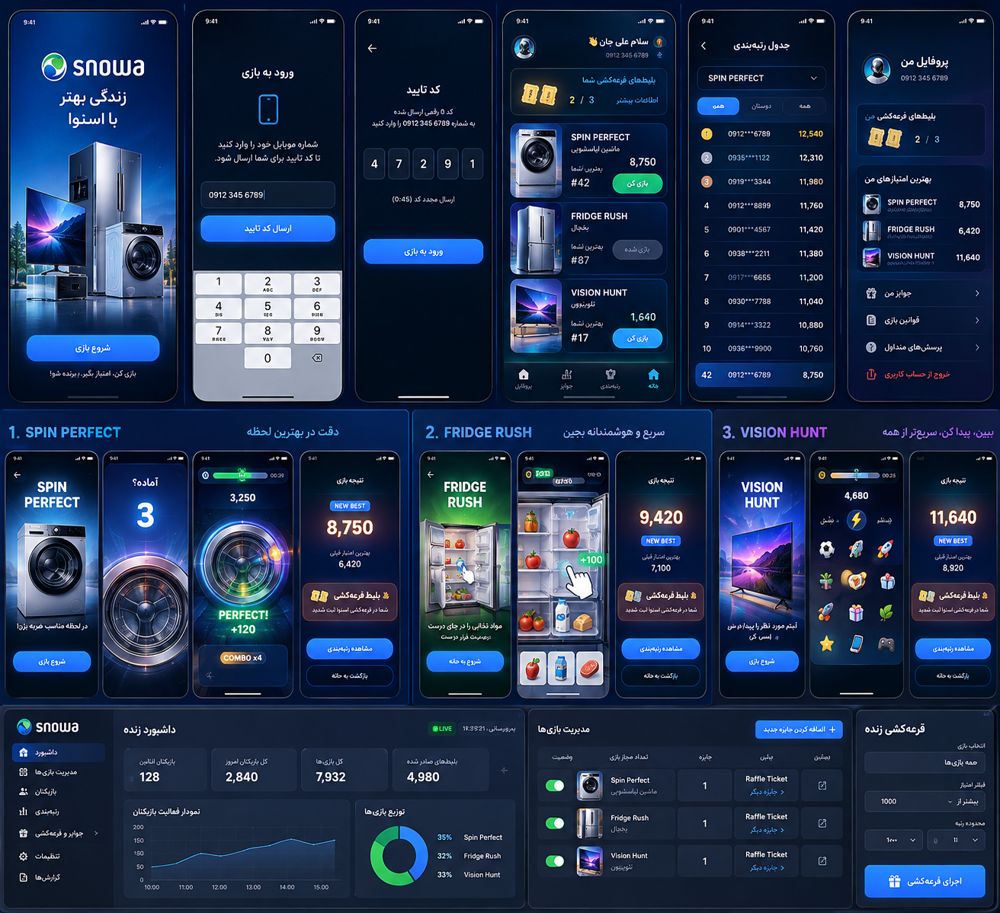 9:41
snowa
زندگی بهتر
با اسنوا
شروع بازی
بازی کن، امتیاز بگیر، برنده شو!
9:41
ورود به بازی
شماره موبایل خود را وارد کنید
تا کد تایید برای شما ارسال شود.
0912 345 6789
ارسال کد تایید
1
2 ABC
3 DEF
4
5
6
7
8
9
0
9:41
کد تایید
کد 0 رقمی ارسال شده
به شماره 6789 345 0912 را وارد کنید
4 7 2 9 1
ارسال مجدد کد (0:45)
ورود به بازی
9:41
سلام علی جان
0912 345 6789
بلیط‌های قرعه‌کشی شما
2 / 3
اطلاعات بیشتر
SPIN PERFECT
ماشین لباسشویی
8,750
#42
بازی کن
FRIDGE RUSH
یخچال
#87
بازی شده
VISION HUNT
1,640
#17
بازی کن
پروفایل
جوایز
رتبه‌بندی
خانه
9:41
جدول رتبه‌بندی
SPIN PERFECT
همه
دوستان
همه
1 0912***6789 12,540
2 0935***1122 12,310
3 0919***3344 11,980
4 0912***8899 11,760
5 0901***4567 11,420
6 0938***2211 11,380
7 0917***6655 11,200
8 0930***7788 11,040
9 0914***3322 10,880
10 0936***9900 10,760
42 0912***6789 8,750
9:41
پروفایل من
0912 345 6789
بلیط‌های قرعه‌کشی من
2 / 3
بهترین امتیازهای من
SPIN PERFECT 8,750
FRIDGE RUSH 6,420
VISION HUNT 11,640
جوایز من
قوانین بازی
پرسش‌های متداول
خروج از حساب کاربری
1. SPIN PERFECT
دقت در بهترین لحظه
9:41
SPIN
PERFECT
در لحظه مناسب ضربه بزن!
شروع بازی
9:41
آماده؟
3
9:41
00:24
3,250
PERFECT!
+120
COMBO x4
9:41
نتیجه بازی
NEW BEST
8,750
بهترین امتیاز قبلی
6,420
بلیط قرعه‌کشی
شما در قرعه‌کشی اسنوا ثبت شدید
مشاهده رتبه‌بندی
بازگشت به خانه
2. FRIDGE RUSH
سریع و هوشمندانه بچین
9:41
FRIDGE
RUSH
مواد غذایی را در جای درست
شروع به خانه
9:41
+100
نتیجه بازی
9,420
NEW BEST
بهترین امتیاز قبلی
7,100
بلیط قرعه‌کشی
شما در قرعه‌کشی اسنوا ثبت شدید
مشاهده رتبه‌بندی
بازگشت به خانه
3. VISION HUNT
ببین، پیدا کن، سریع‌تر از همه
9:41
VISION
HUNT
آیتم مورد نظر را
شروع بازی
9:41
00:25
4,680
نتیجه بازی
11,640
NEW BEST
بهترین امتیاز قبلی
8,920
بلیط قرعه‌کشی
شما در قرعه‌کشی اسنوا ثبت شدید
مشاهده رتبه‌بندی
بازگشت به خانه
snowa
داشبورد
مدیریت بازی‌ها
بازیکنان
رتبه‌بندی
جوایز و قرعه‌کشی
تنظیمات
گزارش‌ها
داشبورد زنده
LIVE
بازیکنان آنلاین
128
کل بازیکنان امروز
2,840
کل بازی‌ها
7,932
بلیط‌های صادر شده
4,980
نمودار فعالیت بازیکنان
200
150
50
0
10:00 11:00 12:00 13:00 14:00 15:00
توزیع بازی‌ها
35% Spin Perfect
32% Fridge Rush
33% Vision Hunt
مدیریت بازی‌ها
+ اضافه کردن جایزه جدید
وضعیت
تعداد مجاز بازی
جایزه
Spin Perfect
ماشین لباسشویی
1
Raffle Ticket
جایزه دیگر
Fridge Rush
یخچال
1
Raffle Ticket
جایزه دیگر
Vision Hunt
1
Raffle Ticket
جایزه دیگر
قرعه‌کشی زنده
انتخاب بازی
همه بازی‌ها
فیلتر امتیاز
بیشتر از
1000
محدوده رتبه
اجرای قرعه‌کشی